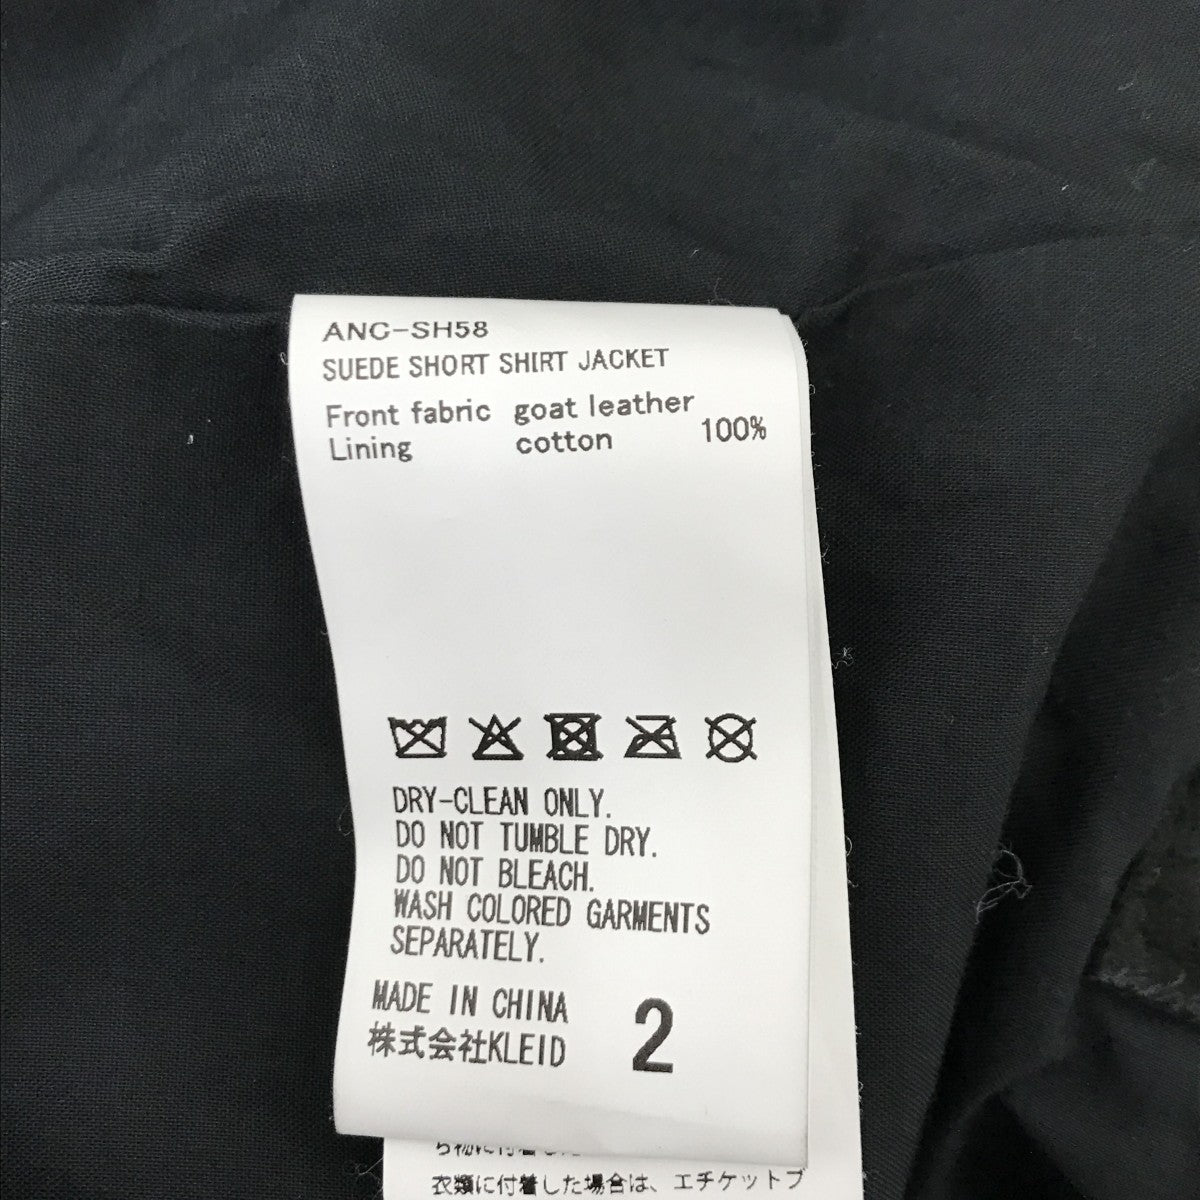 ANC-SH58
SUEDE SHORT SHIRT JACKET
Front fabric goat leather
Lining cotton 100%
DRY-CLEAN ONLY.
DO NOT TUMBLE DRY.
DO NOT BLEACH.
WASH COLORED GARMENTS
SEPARATELY.
MADE IN CHINA
株式会社KLEID 2
衣類に付着した場合は、エチケットブ